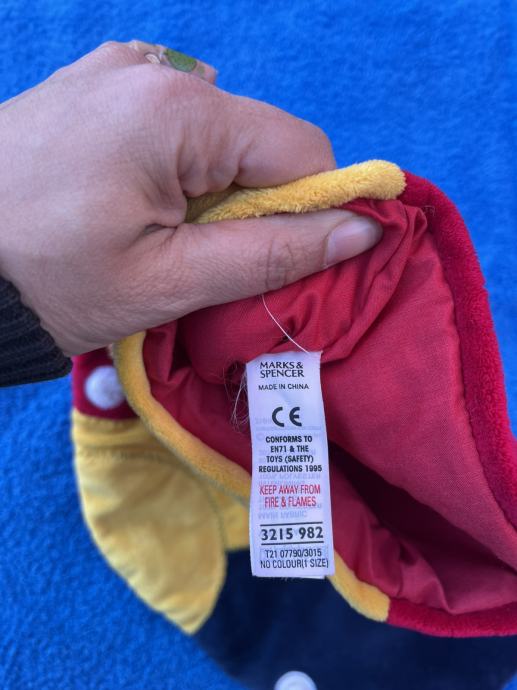 MARKS &
SPENCER
MADE IN CHINA
CE
CONFORMS TO
EN71 & THE
TOYS (SAFETY)
REGULATIONS 1995
KEEP AWAY FROM
FIRE & FLAMES
3215 982
T21 07790/3015
NO COLOUR(1 SIZE)